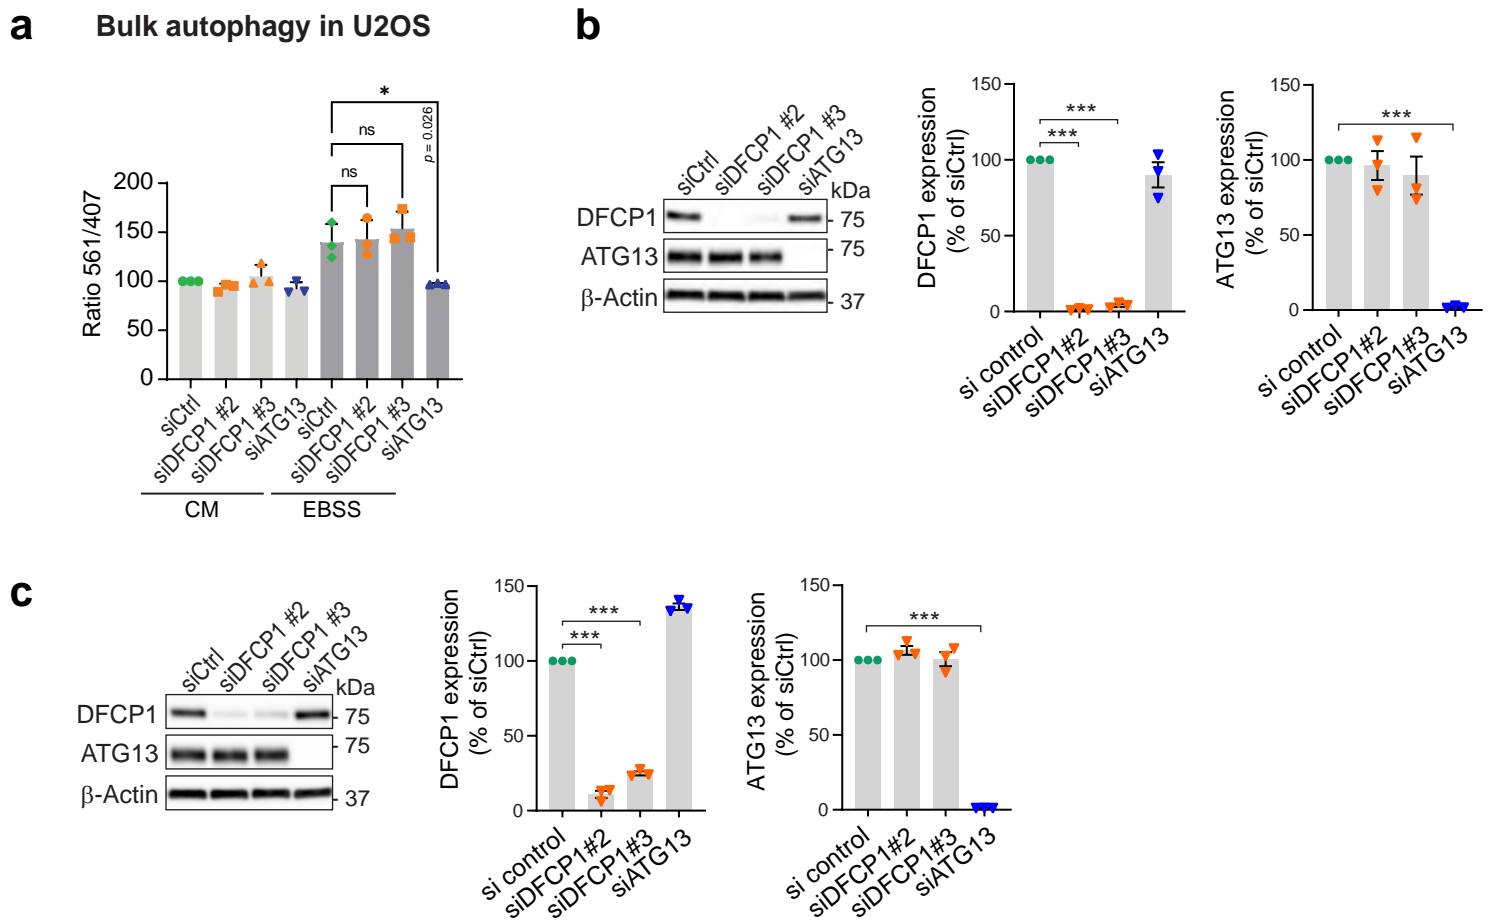 a
Bulk autophagy in U2OS
Ratio 561/407
200
150
100
50
0
ns
ns
*
p = 0.026
siCtrl
siDFCP1 #2
siDFCP1 #3
siATG13
siCtrl
siDFCP1 #2
siDFCP1 #3
siATG13
CM
EBSS
b
siCtrl
siDFCP1 #2
siDFCP1 #3
siATG13
kDa
DFCP1
75
ATG13
75
β-Actin
37
DFCP1 expression
(% of siCtrl)
150
100
50
0
***
***
si control
siDFCP1#2
siDFCP1#3
siATG13
ATG13 expression
(% of siCtrl)
150
100
50
0
***
si control
siDFCP1#2
siDFCP1#3
siATG13
c
siCtrl
siDFCP1 #2
siDFCP1 #3
siATG13
kDa
DFCP1
75
ATG13
75
β-Actin
37
DFCP1 expression
(% of siCtrl)
150
100
50
0
***
***
si control
siDFCP1#2
siDFCP1#3
siATG13
ATG13 expression
(% of siCtrl)
150
100
50
0
***
si control
siDFCP1#2
siDFCP1#3
siATG13